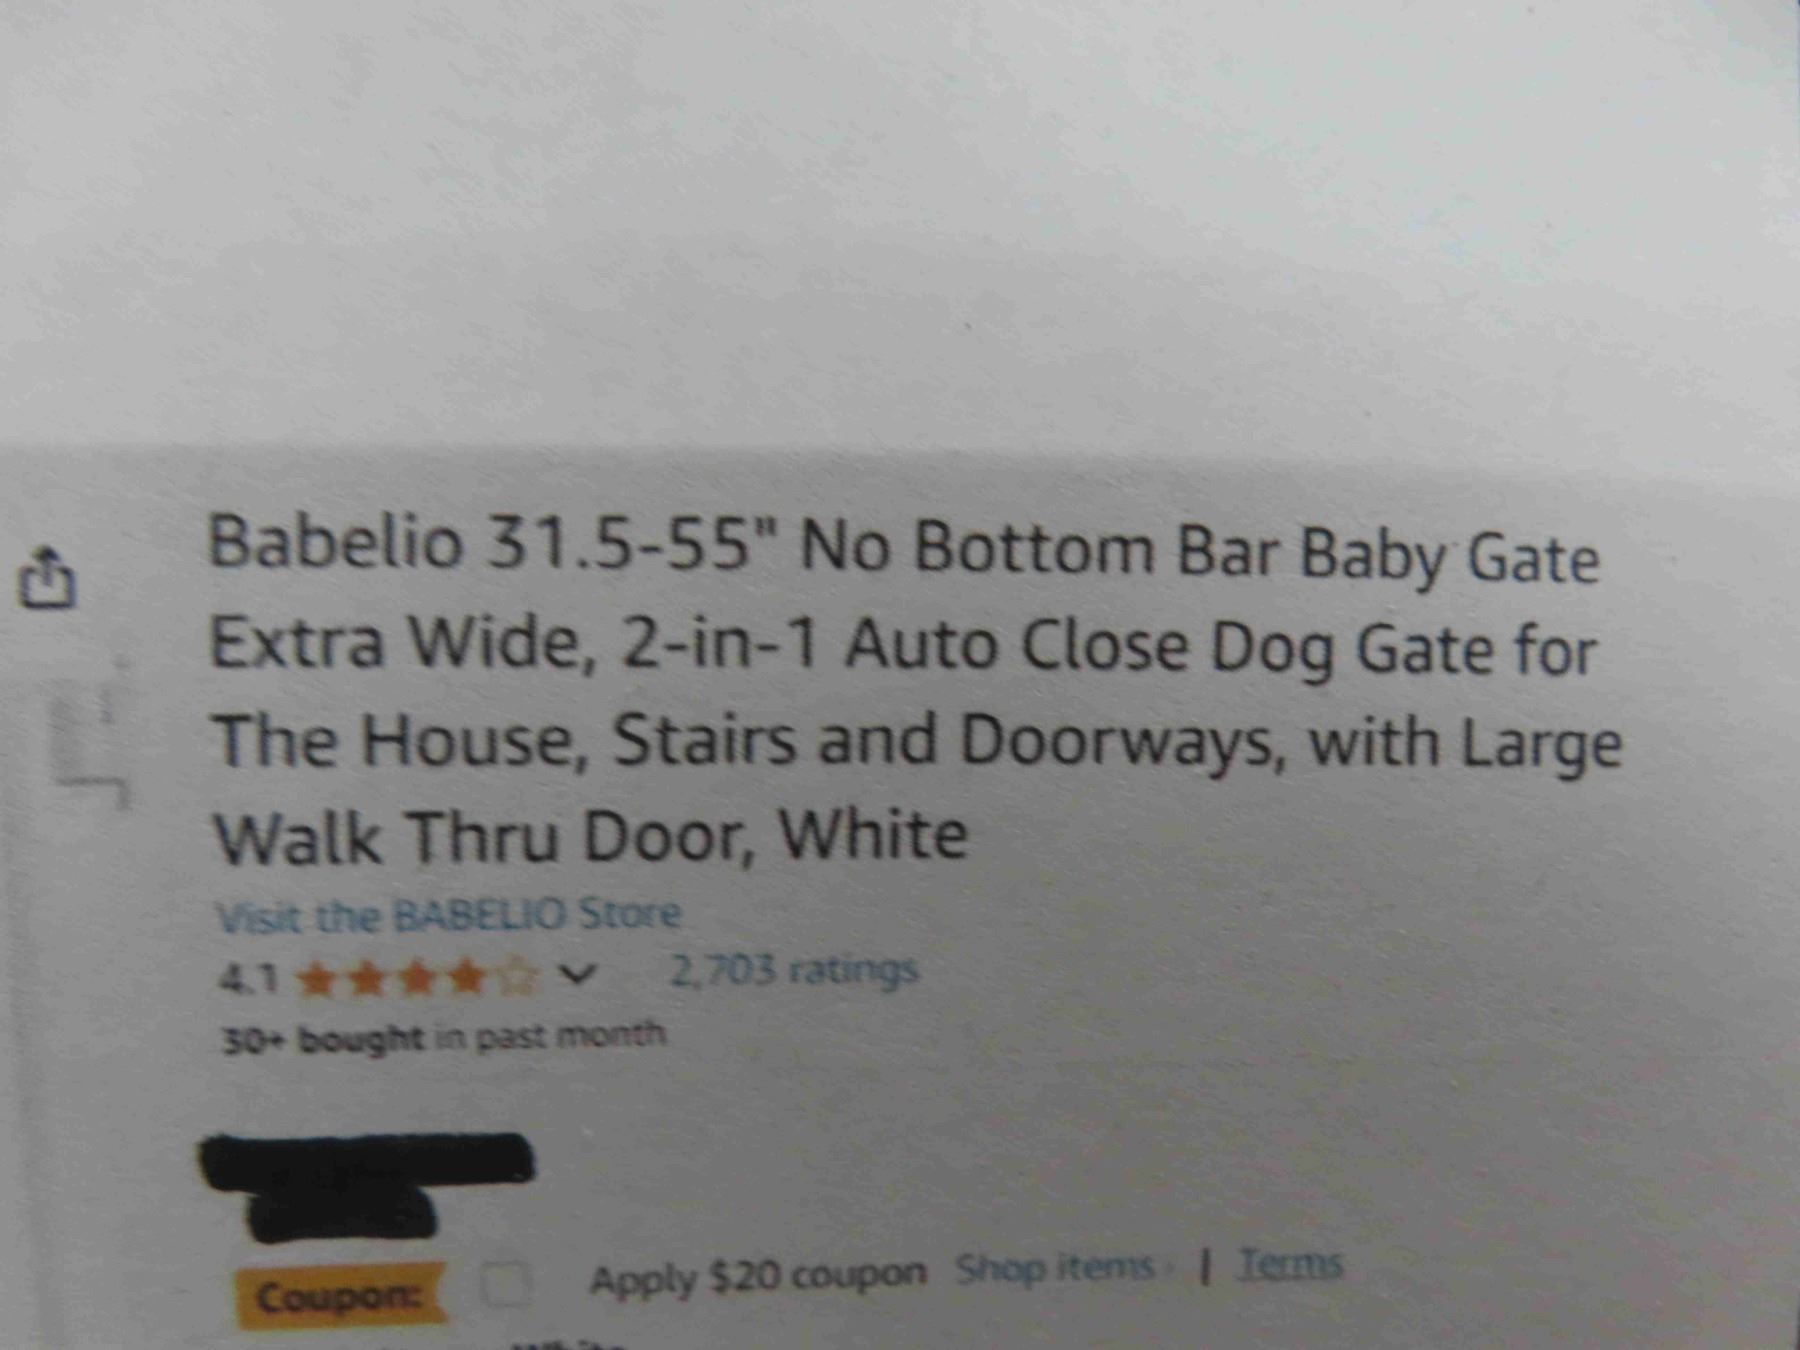 Babelio 31.5-55" No Bottom Bar Baby Gate
Extra Wide, 2-in-1 Auto Close Dog Gate for
The House, Stairs and Doorways, with Large
Walk Thru Door, White
Visit the BABELIO Store
4.1 2,703 ratings
30+ bought in past month
Coupon: Apply $20 coupon Shop items | Terms